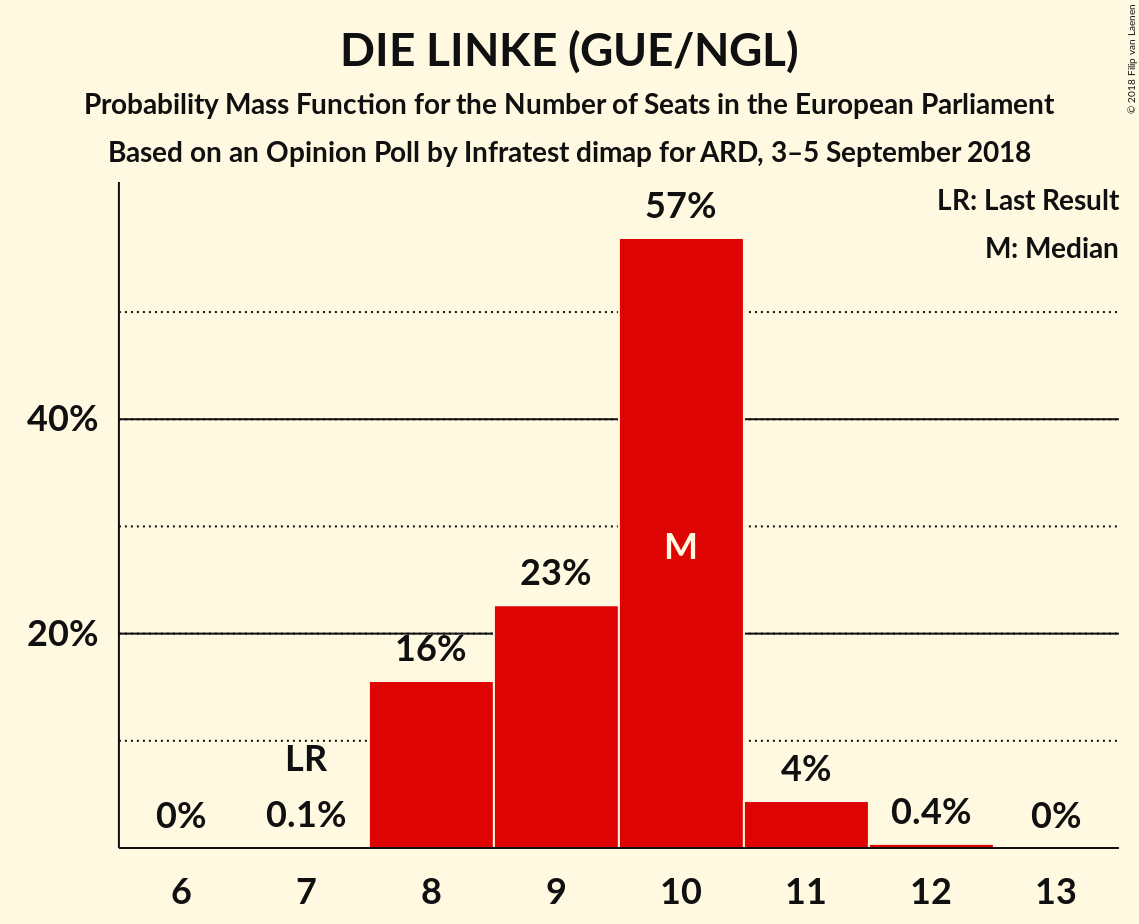 DIE LINKE (GUE/NGL)
Probability Mass Function for the Number of Seats in the European Parliament
Based on an Opinion Poll by Infratest dimap for ARD, 3–5 September 2018
© 2018 Filip van Laenen
LR: Last Result
M: Median
57%
40%
M
23%
20%
16%
LR
4%
0%
0.1%
0.4%
0%
6 7 8 9 10 11 12 13